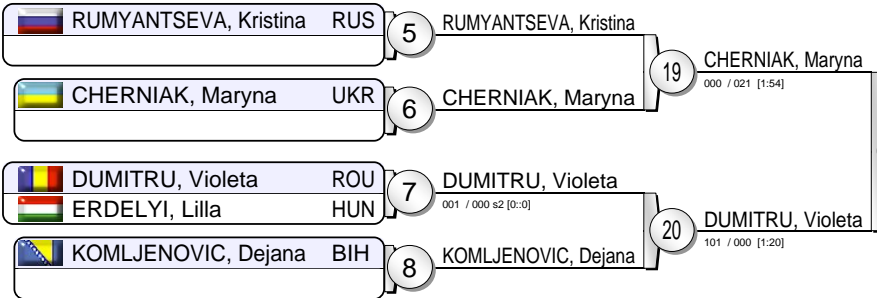 RUMYANTSEVA, Kristina RUS
5
RUMYANTSEVA, Kristina
CHERNIAK, Maryna UKR
6
CHERNIAK, Maryna
19
CHERNIAK, Maryna
000 / 021 [1:54]
DUMITRU, Violeta ROU
ERDELYI, Lilla HUN
7
DUMITRU, Violeta
001 / 000 s2 [0::0]
KOMLJENOVIC, Dejana BIH
8
KOMLJENOVIC, Dejana
20
DUMITRU, Violeta
101 / 000 [1:20]